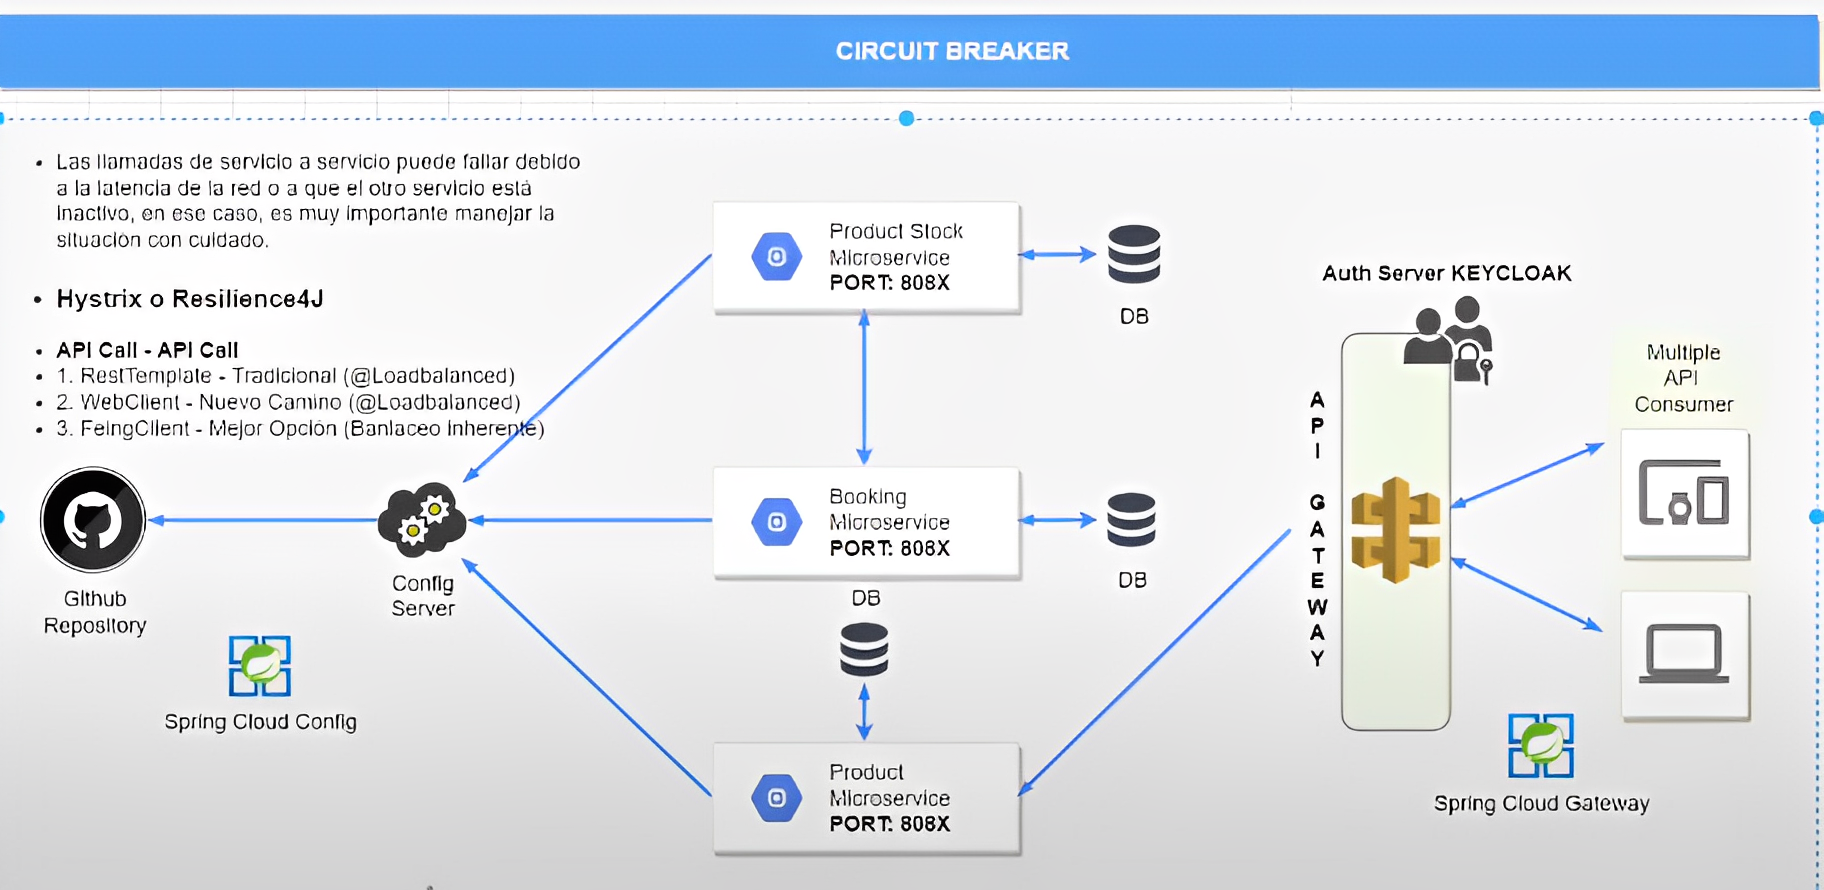 CIRCUIT BREAKER
• Las llamadas de servicio a servicio puede fallar debido
a la latencia de la red o a que el otro servicio está
inactivo, en ese caso, es muy importante manejar la
situación con cuidado.
• Hystrix o Resilience4J
• API Call - API Call
• 1. RestTemplate - Tradicional (@Loadbalanced)
• 2. WebClient - Nuevo Camino (@Loadbalanced)
• 3. FeingClient - Mejor Opción (Banlaceo Inherente)
Github
Repository
Config
Server
Spring Cloud Config
Product Stock
Microservice
PORT: 808X
DB
Booking
Microservice
PORT: 808X
DB
DB
Product
Microservice
PORT: 808X
Auth Server KEYCLOAK
API GATEWAY
Multiple
API
Consumer
Spring Cloud Gateway